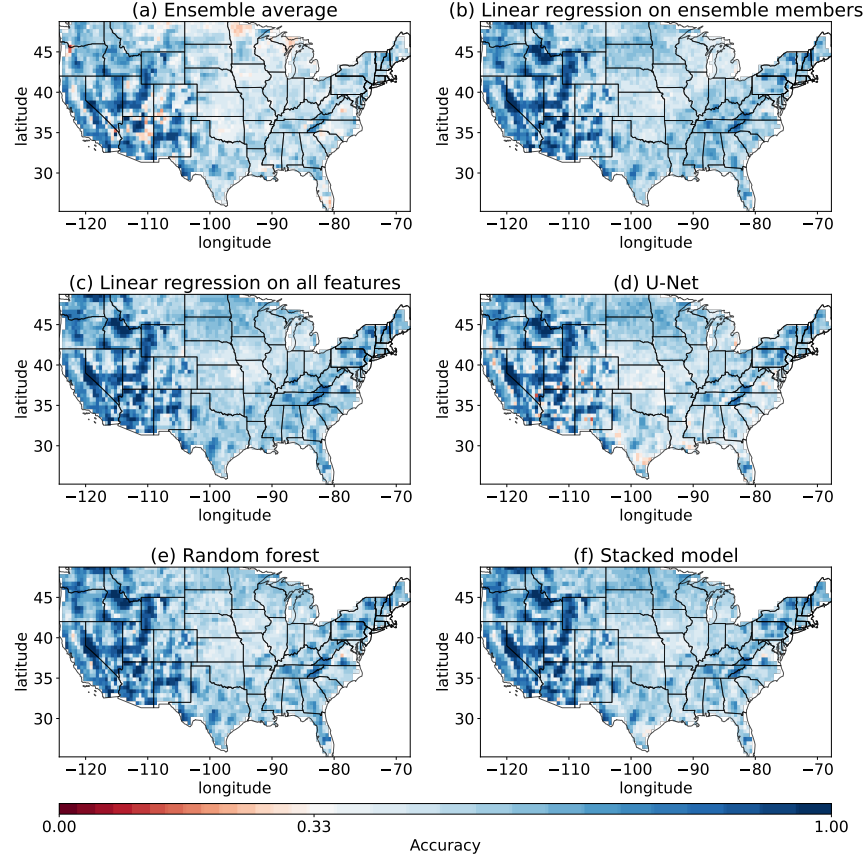 (a) Ensemble average
(b) Linear regression on ensemble members
latitude
45
40
35
30
−120 −110 −100 −90 −80 −70
longitude
latitude
45
40
35
30
−120 −110 −100 −90 −80 −70
longitude
(c) Linear regression on all features
(d) U-Net
latitude
45
40
35
30
−120 −110 −100 −90 −80 −70
longitude
latitude
45
40
35
30
−120 −110 −100 −90 −80 −70
longitude
(e) Random forest
(f) Stacked model
latitude
45
40
35
30
−120 −110 −100 −90 −80 −70
longitude
latitude
45
40
35
30
−120 −110 −100 −90 −80 −70
longitude
0.00 0.33 1.00
Accuracy